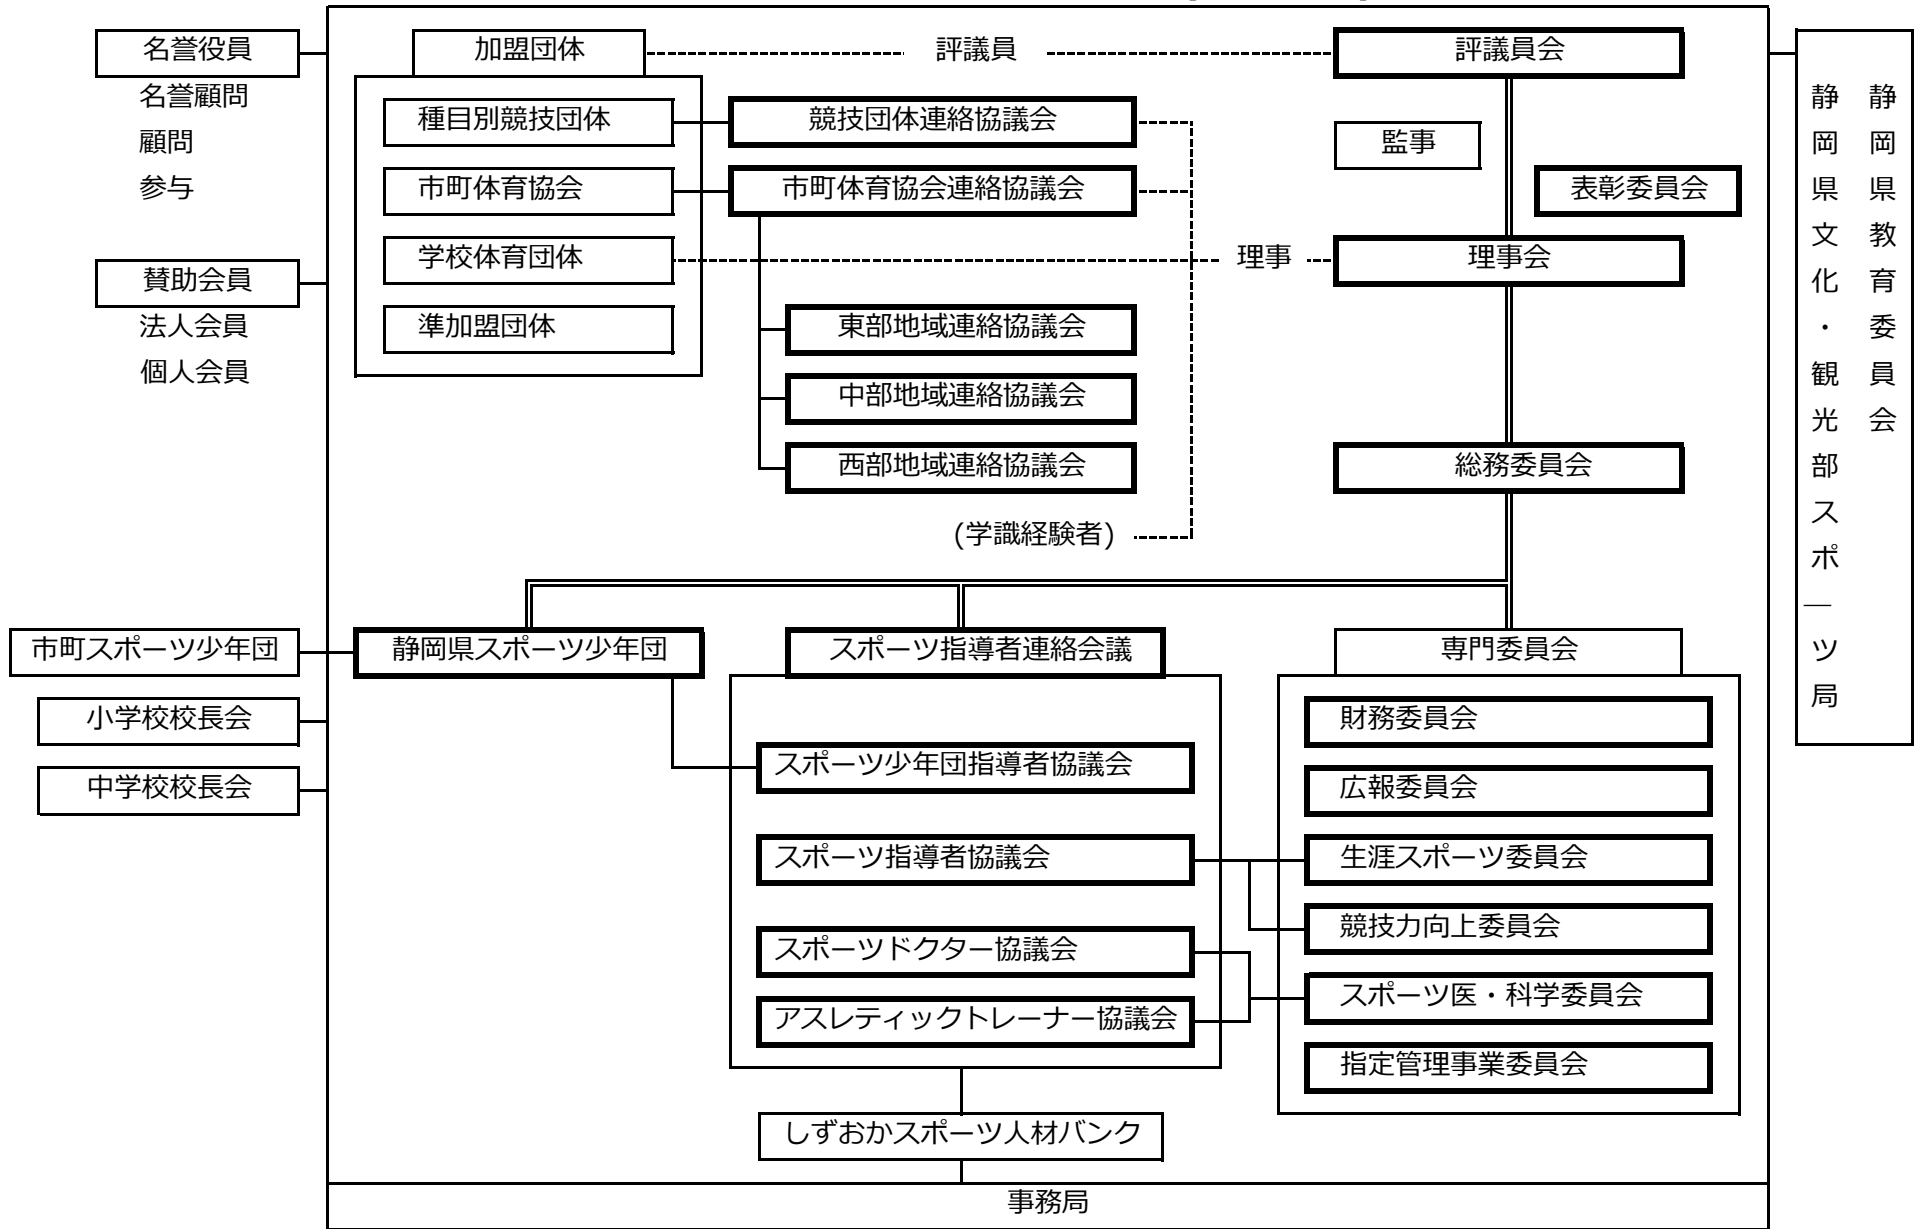 名誉役員
名誉顧問
顧問
参与
賛助会員
法人会員
個人会員
加盟団体
評議員
評議員会
種目別競技団体
競技団体連絡協議会
監事
市町体育協会
市町体育協会連絡協議会
表彰委員会
学校体育団体
理事
理事会
準加盟団体
東部地域連絡協議会
中部地域連絡協議会
西部地域連絡協議会
総務委員会
(学識経験者)
市町スポーツ少年団
静岡県スポーツ少年団
スポーツ指導者連絡会議
専門委員会
小学校校長会
中学校校長会
スポーツ少年団指導者協議会
スポーツ指導者協議会
スポーツドクター協議会
アスレティックトレーナー協議会
財務委員会
広報委員会
生涯スポーツ委員会
競技力向上委員会
スポーツ医・科学委員会
指定管理事業委員会
しずおかスポーツ人材バンク
事務局
静岡県教育委員会
静岡県文化・観光部スポーツ局